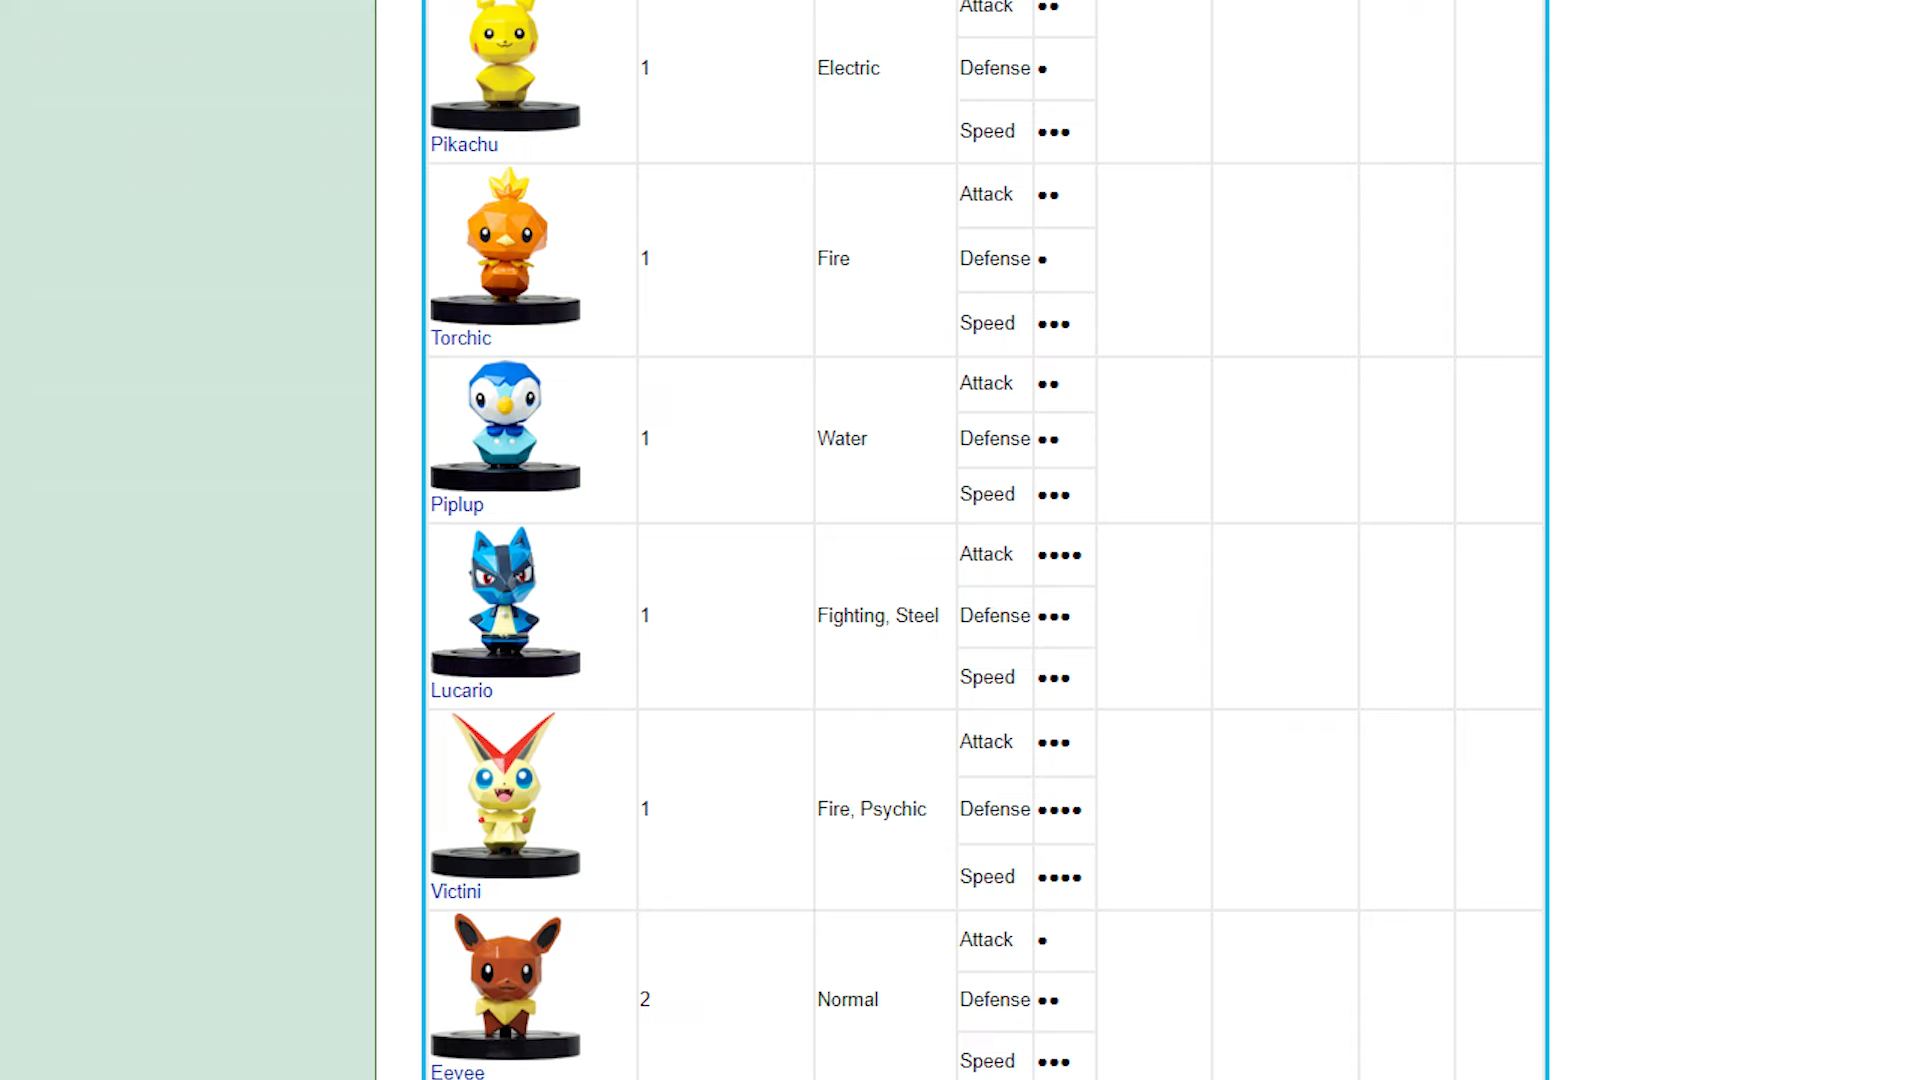 Attack ••
1 Electric Defense •
Speed •••
Pikachu
Attack ••
1 Fire Defense •
Speed •••
Torchic
Attack ••
1 Water Defense ••
Speed •••
Piplup
Attack ••••
1 Fighting, Steel Defense •••
Speed •••
Lucario
Attack •••
1 Fire, Psychic Defense ••••
Speed ••••
Victini
Attack •
2 Normal Defense ••
Speed •••
Eevee